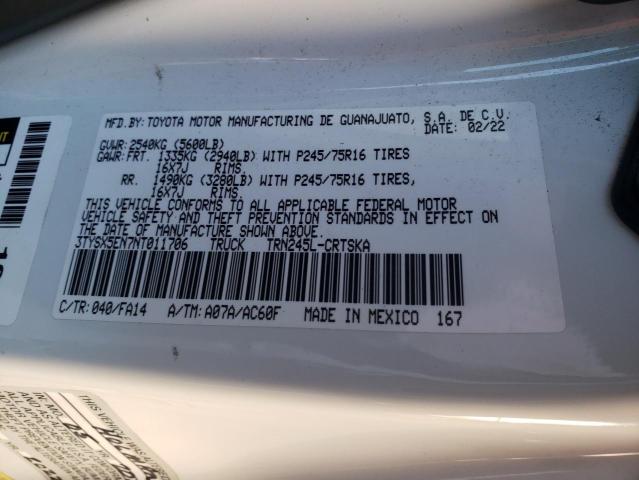 MFD.BY: TOYOTA MOTOR MANUFACTURING DE GUANAJUATO, S.A. DE C.V.
DATE: 02/22
GVWR: 2540KG (5600LB)
GAWR: FRT. 1335KG (2940LB) WITH P245/75R16 TIRES
16X7J RIMS.
RR. 1490KG (3280LB) WITH P245/75R16 TIRES,
16X7J RIMS.
THIS VEHICLE CONFORMS TO ALL APPLICABLE FEDERAL MOTOR
VEHICLE SAFETY AND THEFT PREVENTION STANDARDS IN EFFECT ON
THE DATE OF MANUFACTURE SHOWN ABOVE.
3TYSX5EN7NT011706 TRUCK TRN245L-CRTSKA
C/TR: 040/FA14 A/TM: A07A/AC60F MADE IN MEXICO 167